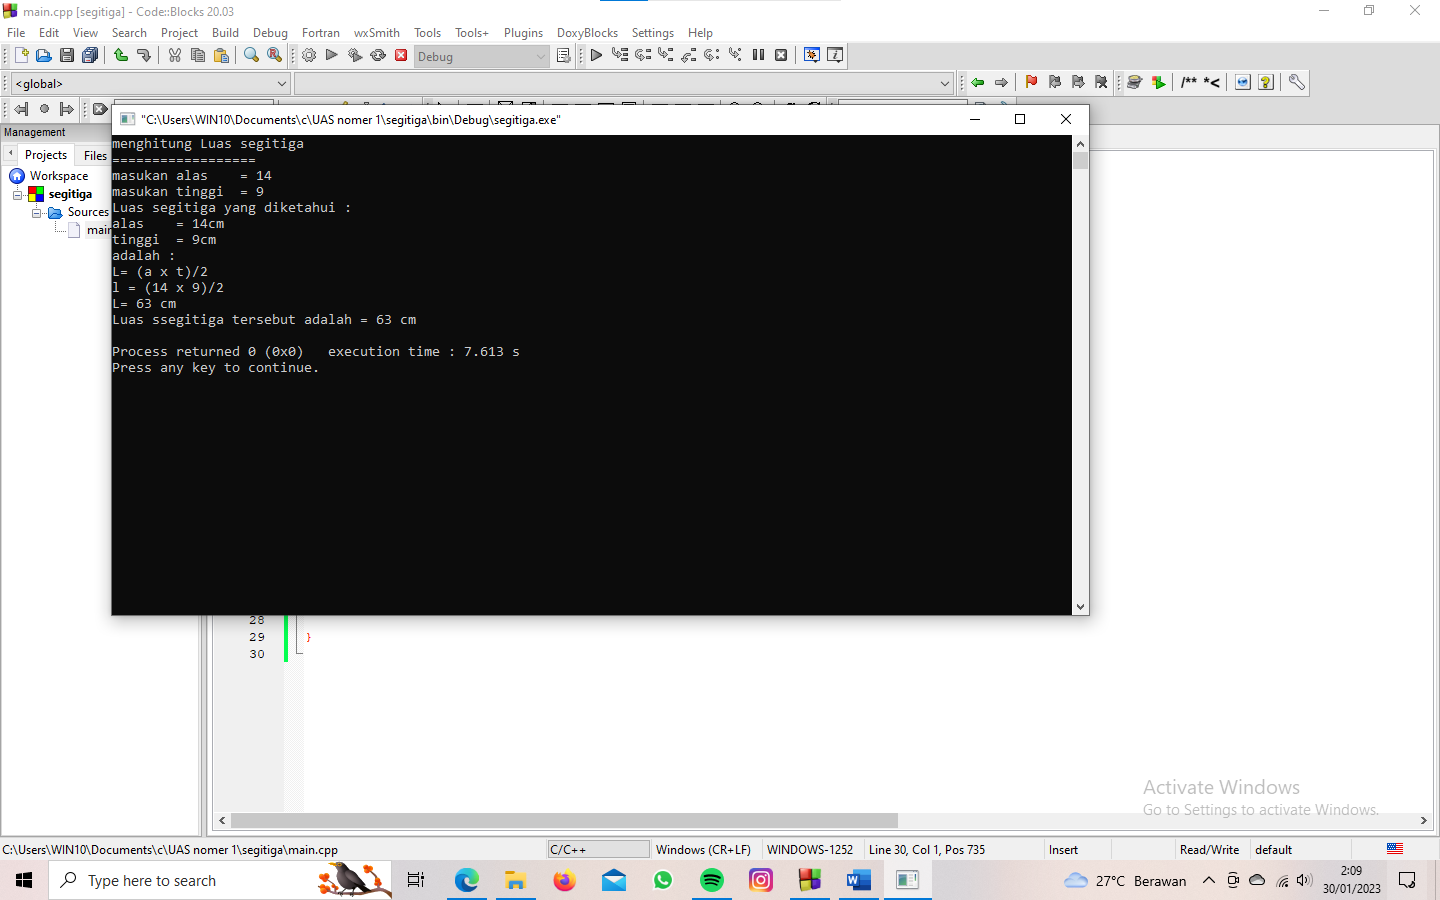 main.cpp [segitiga] - Code::Blocks 20.03
File Edit View Search Project Build Debug Fortran wxSmith Tools Tools+ Plugins DoxyBlocks Settings Help
Debug
<global>
/** *<
Management
Projects Files
Workspace
segitiga
Sources
main
"C:\Users\WIN10\Documents\c\UAS nomer 1\segitiga\bin\Debug\segitiga.exe"
menghitung Luas segitiga
==================
masukan alas    = 14
masukan tinggi  = 9
Luas segitiga yang diketahui :
alas    = 14cm
tinggi  = 9cm
adalah :
L= (a x t)/2
l = (14 x 9)/2
L= 63 cm
Luas ssegitiga tersebut adalah = 63 cm
Process returned 0 (0x0)   execution time : 7.613 s
Press any key to continue.
28
29 }
30
Activate Windows
Go to Settings to activate Windows.
C:\Users\WIN10\Documents\c\UAS nomer 1\segitiga\main.cpp C/C++ Windows (CR+LF) WINDOWS-1252 Line 30, Col 1, Pos 735 Insert Read/Write default
Type here to search
27°C Berawan
2:09
30/01/2023